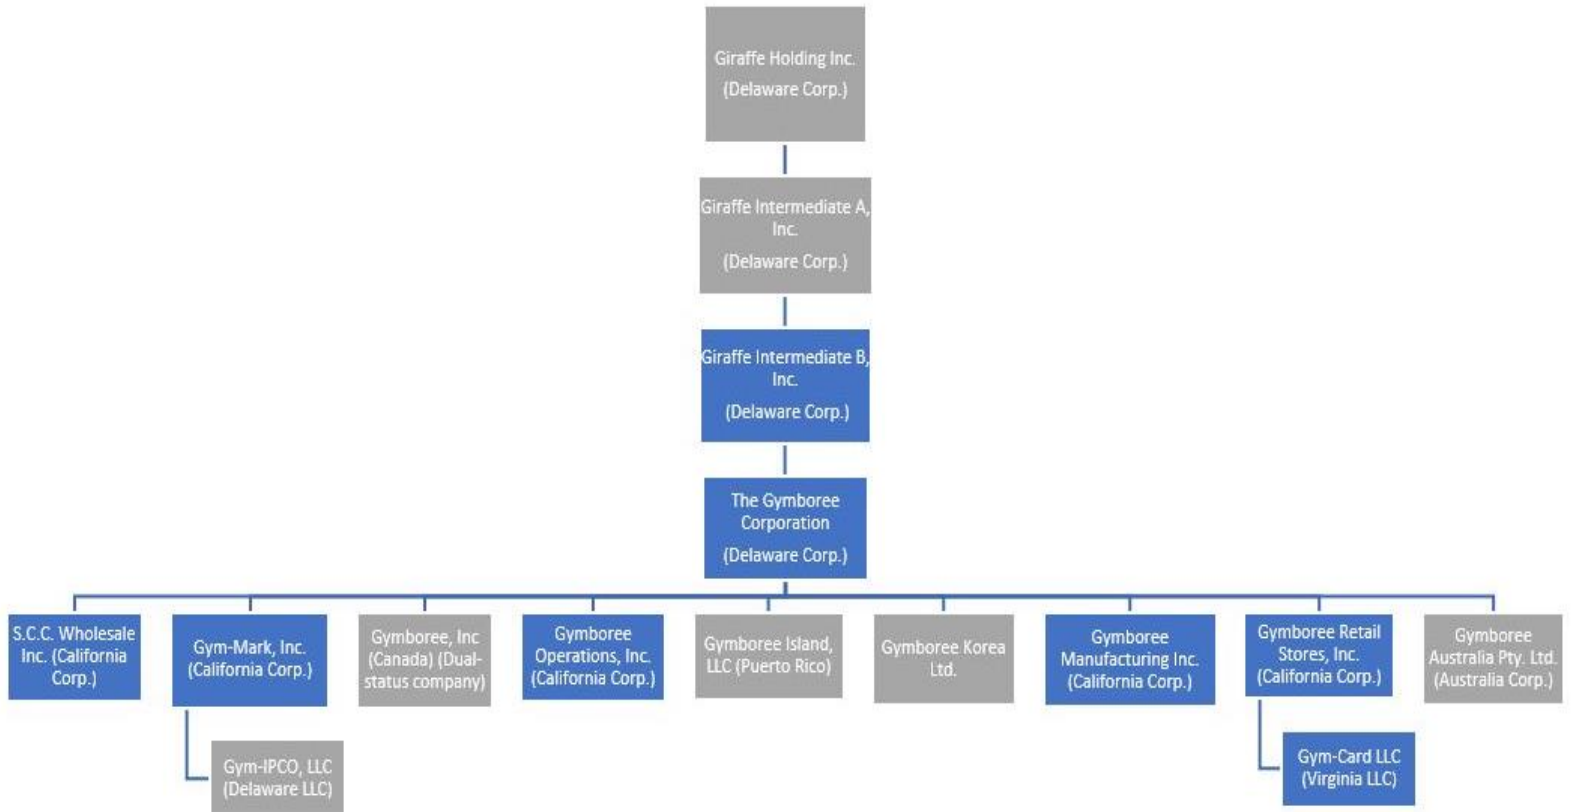 Giraffe Holding Inc.
(Delaware Corp.)
Giraffe Intermediate A,
Inc.
(Delaware Corp.)
Giraffe Intermediate B,
Inc.
(Delaware Corp.)
The Gymboree
Corporation
(Delaware Corp.)
S.C.C. Wholesale
Inc. (California
Corp.)
Gym-Mark, Inc.
(California Corp.)
Gymboree, Inc
(Canada) (Dual-
status company)
Gymboree
Operations, Inc.
(California Corp.)
Gymboree Island,
LLC (Puerto Rico)
Gymboree Korea
Ltd.
Gymboree
Manufacturing Inc.
(California Corp.)
Gymboree Retail
Stores, Inc.
(California Corp.)
Gymboree
Australia Pty. Ltd.
(Australia Corp.)
Gym-IPCO, LLC
(Delaware LLC)
Gym-Card LLC
(Virginia LLC)